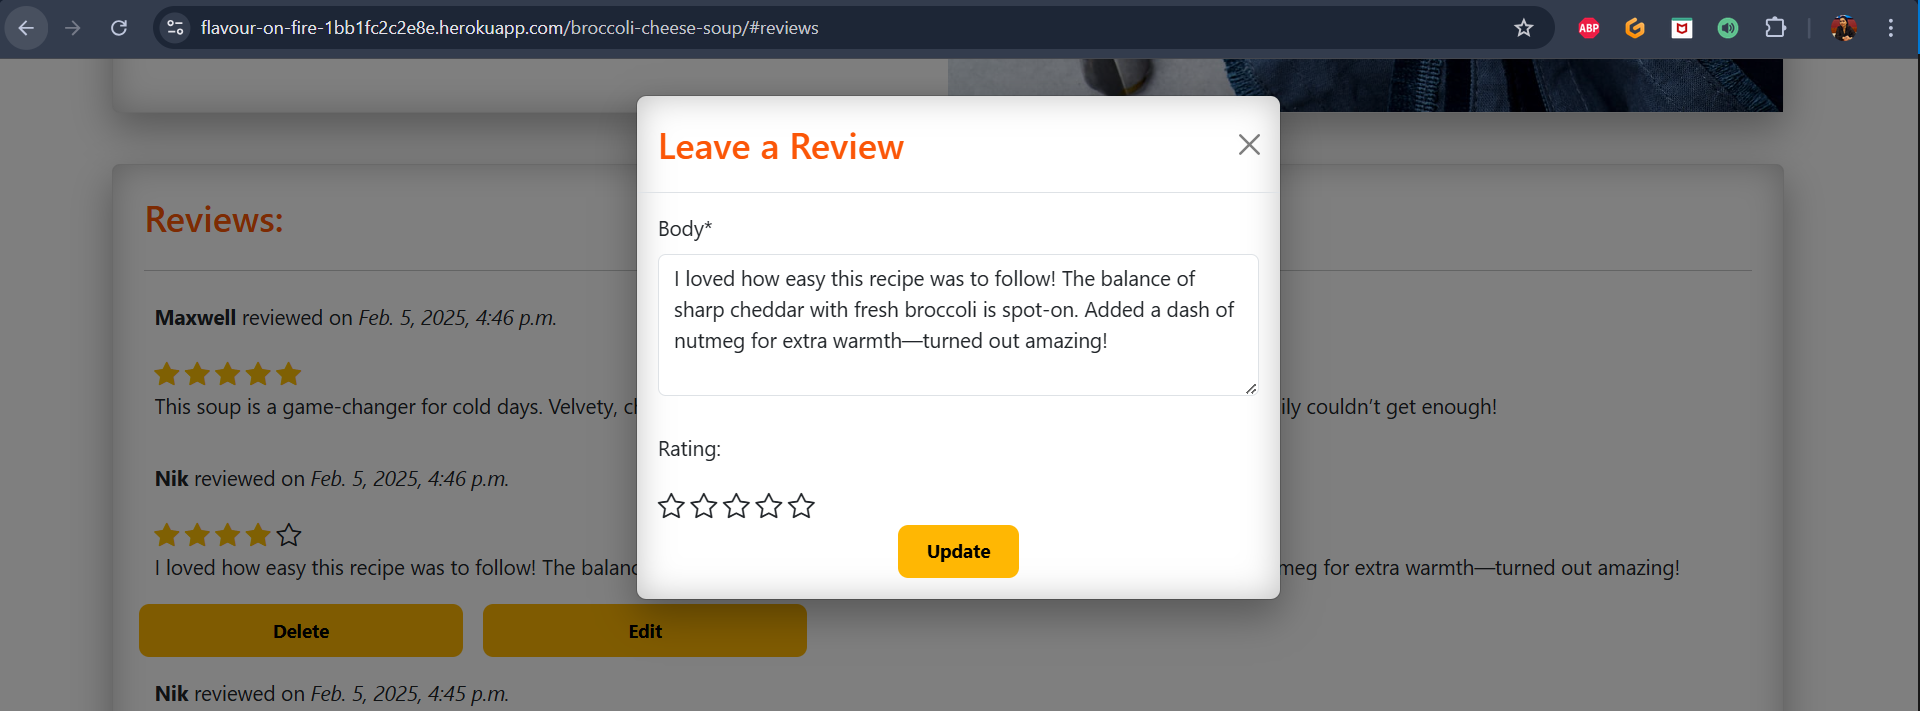 flavour-on-fire-1bb1fc2c2e8e.herokuapp.com/broccoli-cheese-soup/#reviews
ABP
Leave a Review
Body*
I loved how easy this recipe was to follow! The balance of
sharp cheddar with fresh broccoli is spot-on. Added a dash of
nutmeg for extra warmth—turned out amazing!
Rating:
Update
Reviews:
Maxwell reviewed on Feb. 5, 2025, 4:46 p.m.
This soup is a game-changer for cold days. Velvety, ily couldn’t get enough!
Nik reviewed on Feb. 5, 2025, 4:46 p.m.
I loved how easy this recipe was to follow! The balanc meg for extra warmth—turned out amazing!
Delete
Edit
Nik reviewed on Feb. 5, 2025, 4:45 p.m.